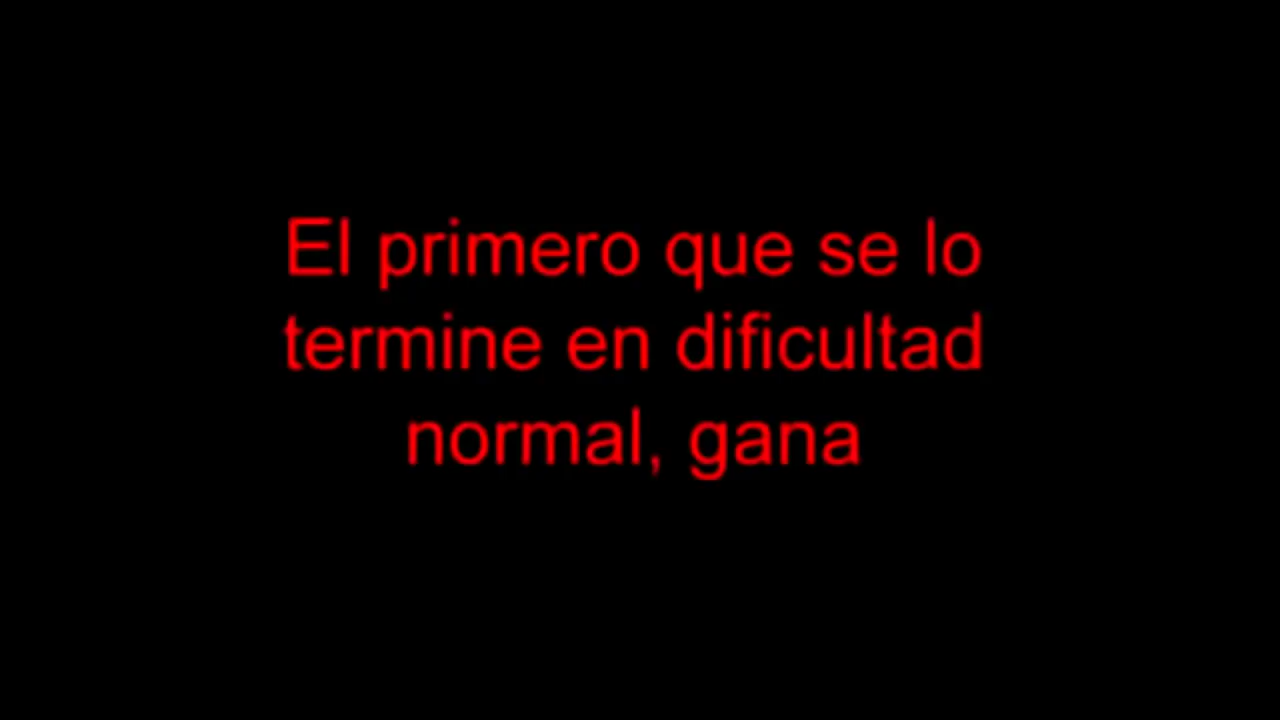 El primero que se lo
termine en dificultad
normal, gana